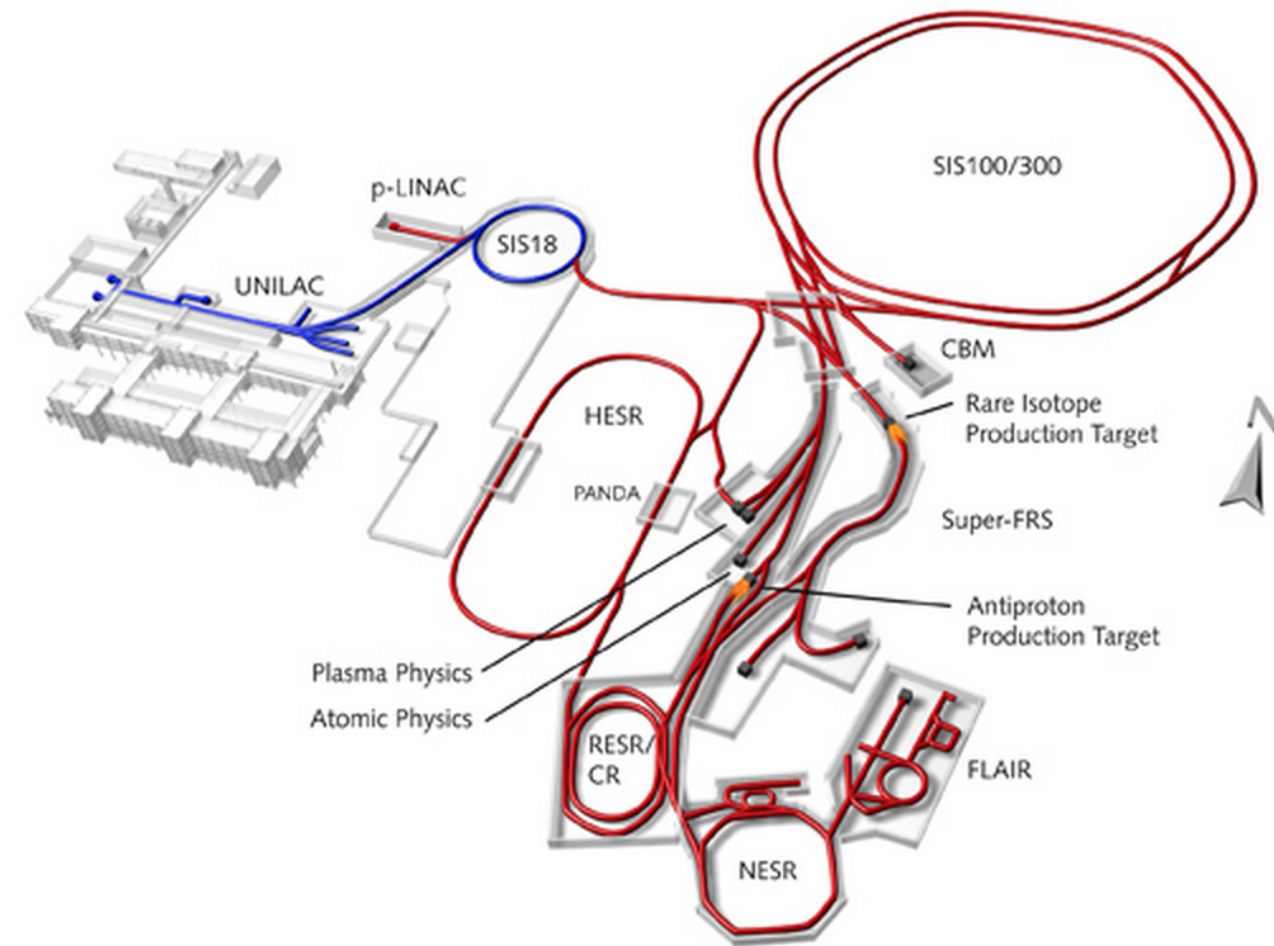 SIS100/300
p-LINAC
SIS18
UNILAC
CBM
Rare Isotope
Production Target
HESR
PANDA
Super-FRS
Antiproton
Production Target
Plasma Physics
Atomic Physics
RESR/
CR
FLAIR
NESR